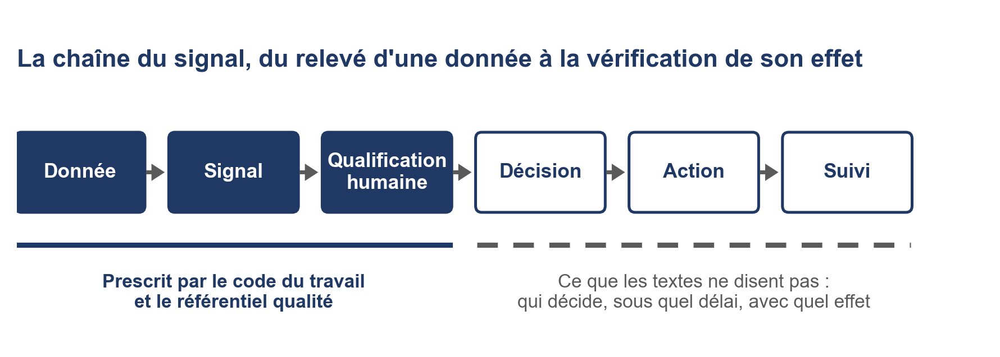 La chaîne du signal, du relevé d'une donnée à la vérification de son effet
Donnée
Signal
Qualification
humaine
Décision
Action
Suivi
Prescrit par le code du travail
et le référentiel qualité
Ce que les textes ne disent pas :
qui décide, sous quel délai, avec quel effet